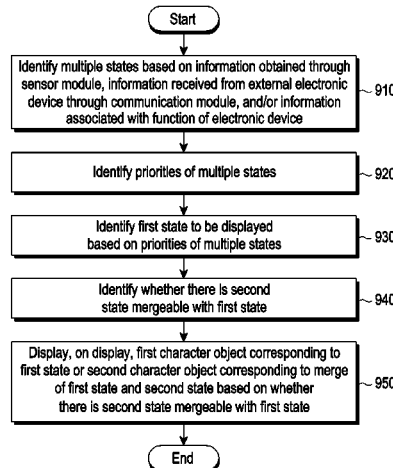 Start
Identify multiple states based on information obtained through
sensor module, information received from external electronic
device through communication module, and/or information
associated with function of electronic device
910
Identify priorities of multiple states
920
Identify first state to be displayed
based on priorities of multiple states
930
Identify whether there is second
state mergeable with first state
940
Display, on display, first character object corresponding to
first state or second character object corresponding to merge
of first state and second state based on whether
there is second state mergeable with first state
950
End